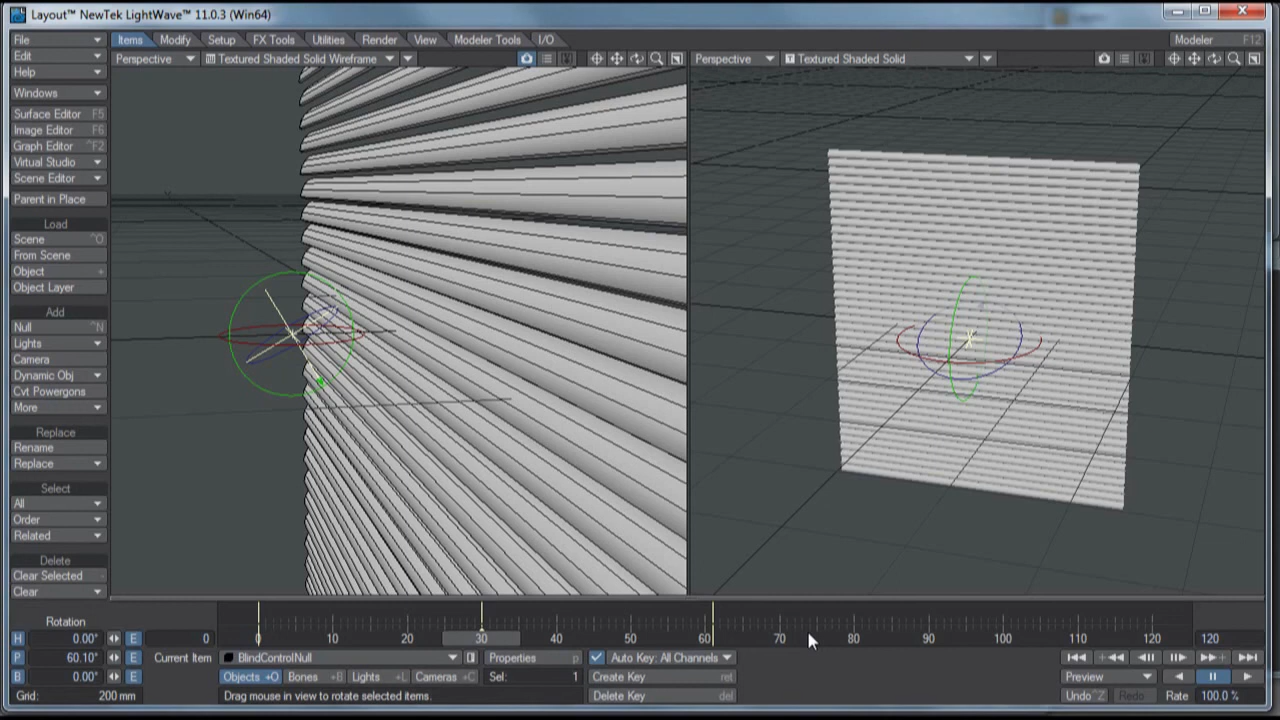 Layout™ NewTek LightWave™ 11.0.3 (Win64)
File Items Modify Setup FX Tools Utilities Render View Modeler Tools I/O Modeler F12
Edit Perspective Textured Shaded Solid Wireframe Perspective Textured Shaded Solid
Help
Windows
Surface Editor F5
Image Editor F6
Graph Editor ^F2
Virtual Studio
Scene Editor
Parent in Place
Load
Scene ^O
From Scene
Object +
Object Layer
Add
Null ^N
Lights
Camera
Dynamic Obj
Cvt Powergons
More
Replace
Rename
Replace
Select
All
Order
Related
Delete
Clear Selected -
Clear
Rotation
H 0.00° E 0 0 10 20 30 40 50 60 70 80 90 100 110 120 120
P 60.10° E Current Item BlindControlNull Properties p Auto Key: All Channels
B 0.00° E Objects +O Bones +B Lights +L Cameras +C Sel: 1 Create Key ret Preview
Grid: 200 mm Drag mouse in view to rotate selected items. Delete Key del Undo ^Z Redo Rate 100.0 %